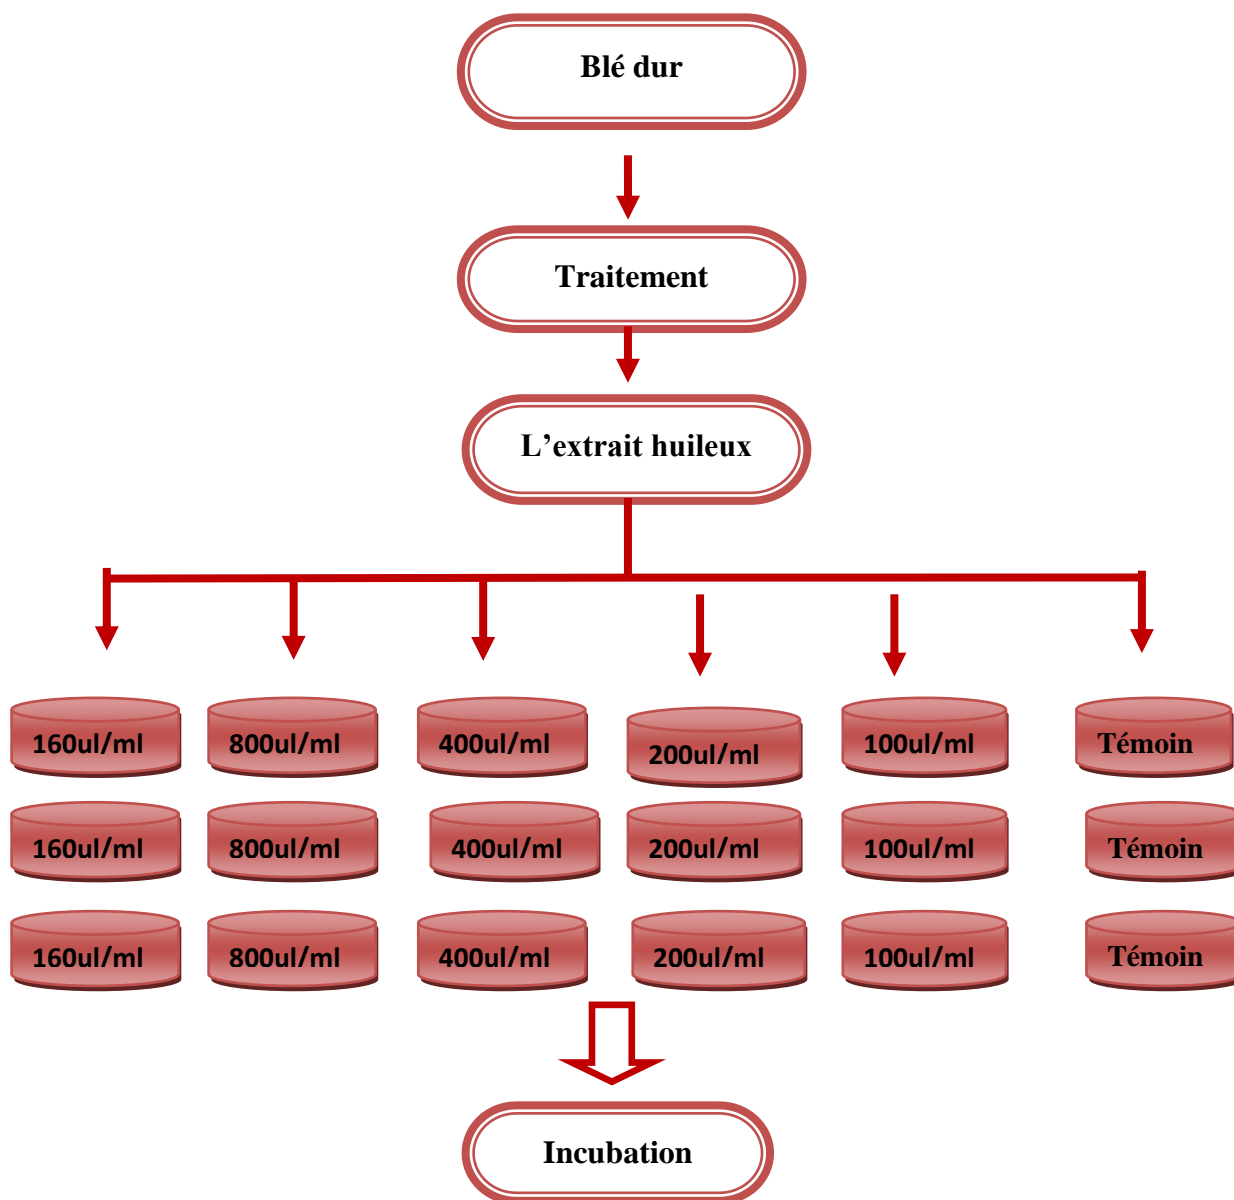 Blé dur
Traitement
L’extrait huileux
160ul/ml 800ul/ml 400ul/ml 200ul/ml 100ul/ml Témoin
160ul/ml 800ul/ml 400ul/ml 200ul/ml 100ul/ml Témoin
160ul/ml 800ul/ml 400ul/ml 200ul/ml 100ul/ml Témoin
Incubation